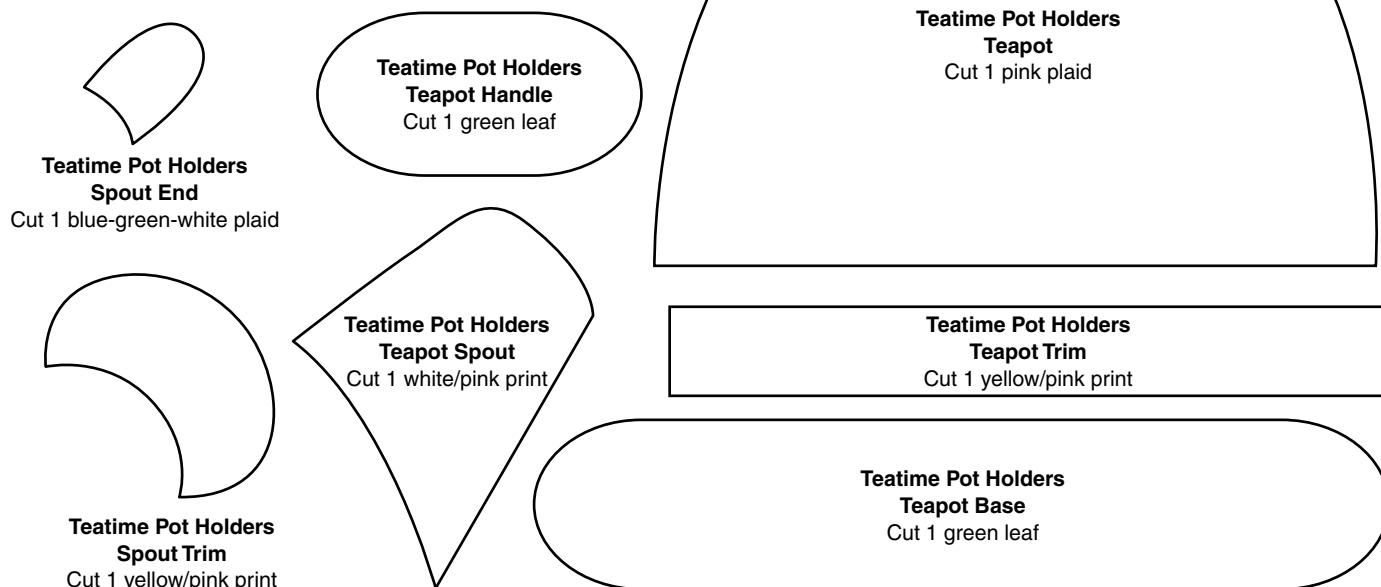 Teatime Pot Holders
Spout End
Cut 1 blue-green-white plaid
Teatime Pot Holders
Teapot Handle
Cut 1 green leaf
Teatime Pot Holders
Teapot
Cut 1 pink plaid
Teatime Pot Holders
Spout Trim
Cut 1 yellow/pink print
Teatime Pot Holders
Teapot Spout
Cut 1 white/pink print
Teatime Pot Holders
Teapot Trim
Cut 1 yellow/pink print
Teatime Pot Holders
Teapot Base
Cut 1 green leaf